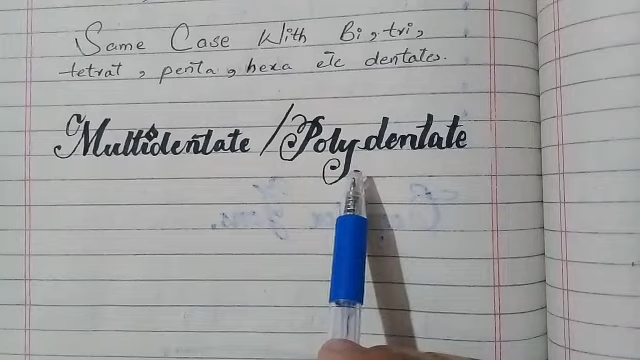 Same Case With Bi, tri,
tetrat, penta, hexa etc dentates.
Multidentate / Polydentate